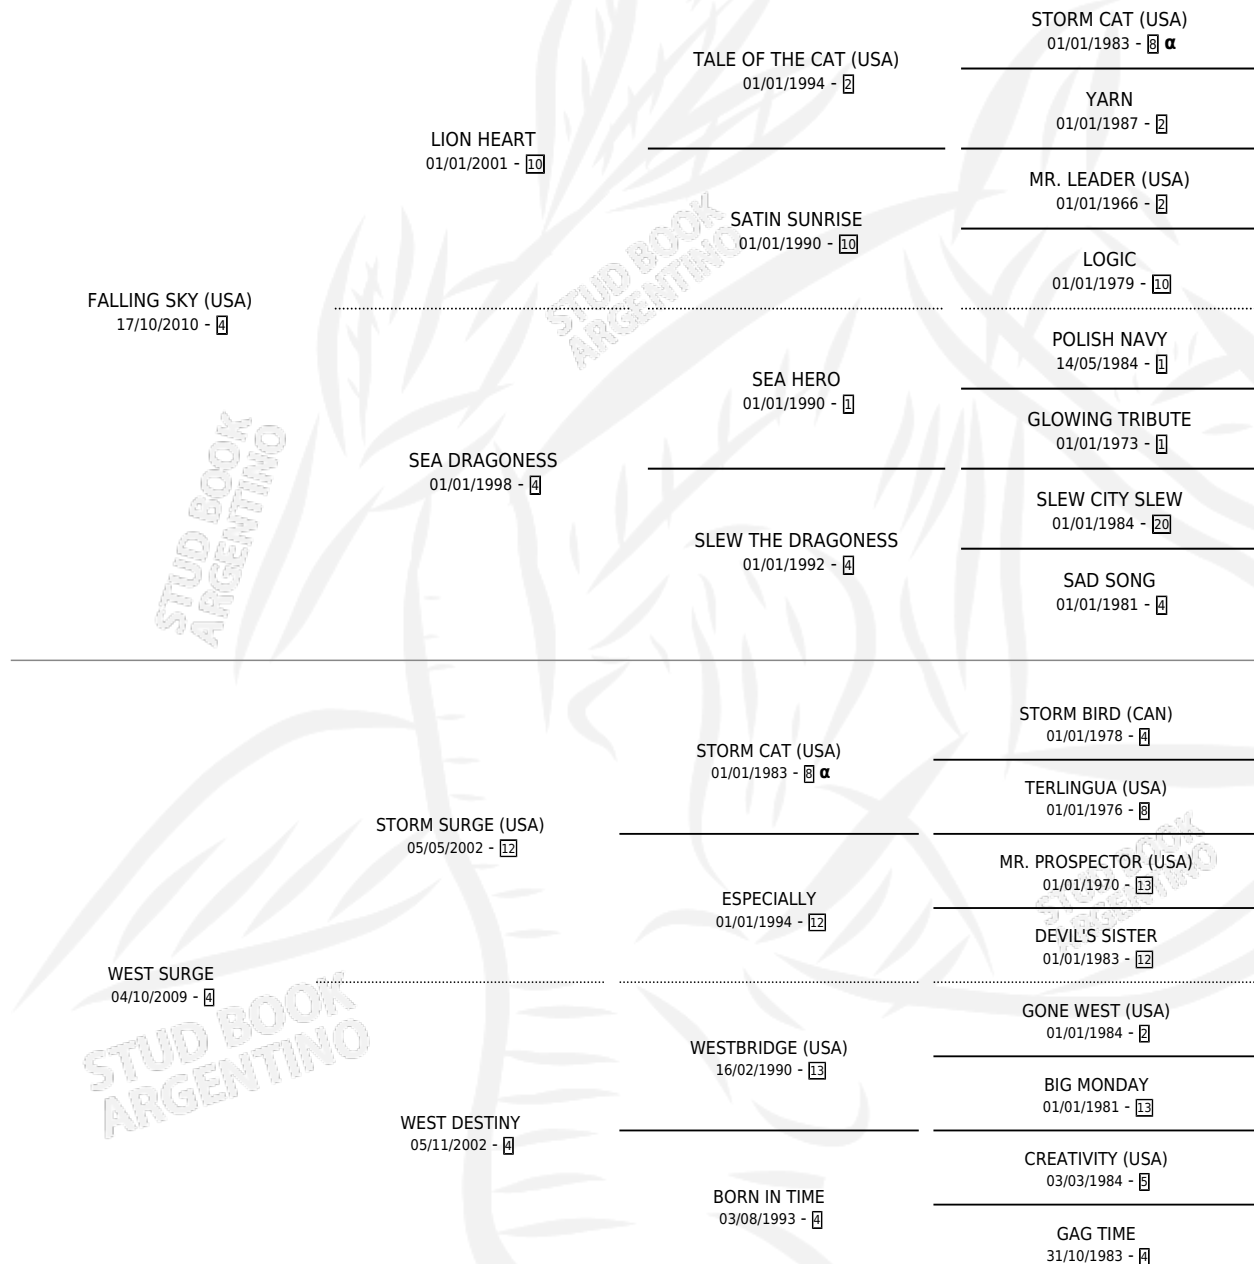 FALLING SKY (USA)
17/10/2010 - 4
LION HEART
01/01/2001 - 10
TALE OF THE CAT (USA)
01/01/1994 - 2
STORM CAT (USA)
01/01/1983 - 8 α
YARN
01/01/1987 - 2
SATIN SUNRISE
01/01/1990 - 10
MR. LEADER (USA)
01/01/1966 - 2
LOGIC
01/01/1979 - 10
SEA DRAGONESS
01/01/1998 - 4
SEA HERO
01/01/1990 - 1
POLISH NAVY
14/05/1984 - 1
GLOWING TRIBUTE
01/01/1973 - 1
SLEW THE DRAGONESS
01/01/1992 - 4
SLEW CITY SLEW
01/01/1984 - 20
SAD SONG
01/01/1981 - 4
WEST SURGE
04/10/2009 - 4
STORM SURGE (USA)
05/05/2002 - 12
STORM CAT (USA)
01/01/1983 - 8 α
STORM BIRD (CAN)
01/01/1978 - 4
TERLINGUA (USA)
01/01/1976 - 8
ESPECIALLY
01/01/1994 - 12
MR. PROSPECTOR (USA)
01/01/1970 - 13
DEVIL'S SISTER
01/01/1983 - 12
WEST DESTINY
05/11/2002 - 4
WESTBRIDGE (USA)
16/02/1990 - 13
GONE WEST (USA)
01/01/1984 - 2
BIG MONDAY
01/01/1981 - 13
BORN IN TIME
03/08/1993 - 4
CREATIVITY (USA)
03/03/1984 - 5
GAG TIME
31/10/1983 - 4
STUD BOOK
ARGENTINO
STUD BOOK
ARGENTINO
STUD BOOK
ARGENTINO
STUD BOOK
ARGENTINO